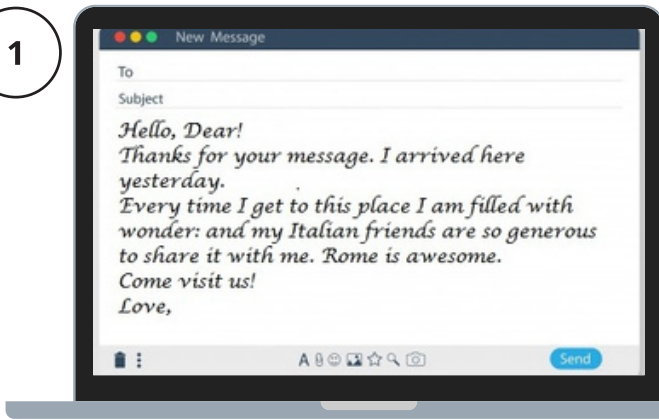 1
New Message
To
Subject
Hello, Dear!
Thanks for your message. I arrived here
yesterday.
Every time I get to this place I am filled with
wonder: and my Italian friends are so generous
to share it with me. Rome is awesome.
Come visit us!
Love,
A
Send